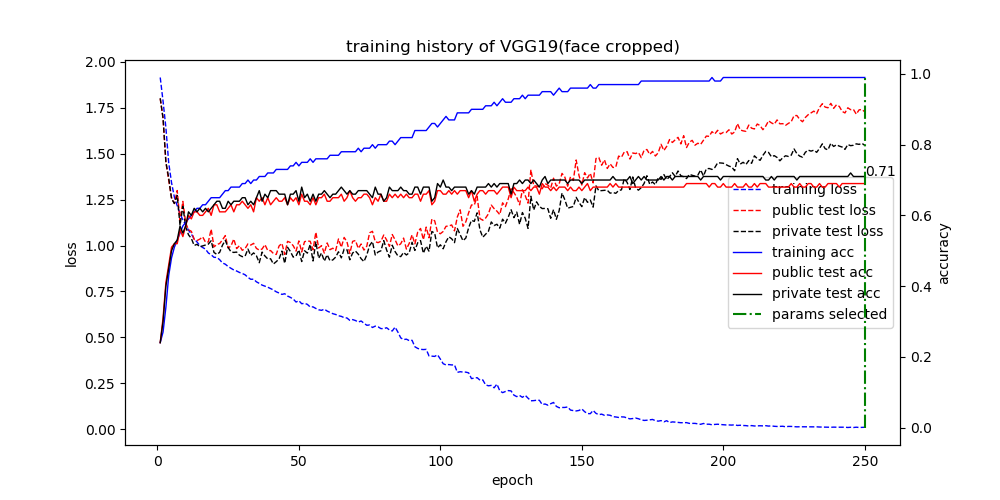 training history of VGG19(face cropped)
2.00
1.75
1.50
1.25
1.00
0.75
0.50
0.25
0.00
loss
1.0
0.8
0.6
0.4
0.2
0.0
accuracy
0.71
training loss
public test loss
private test loss
training acc
public test acc
private test acc
params selected
0
50
100
150
200
250
epoch